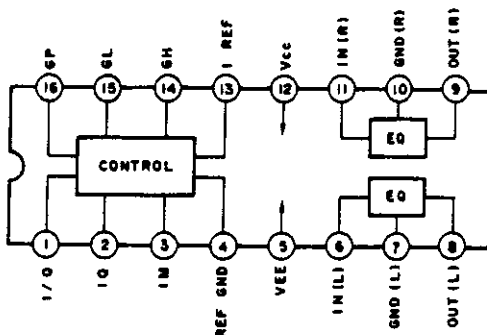 GP GL GH I REF Vcc IN(R) GND(R) OUT(R)
16 15 14 13 12 11 10 9
EQ
CONTROL
EQ
1 2 3 4 5 6 7 8
I/Q IQ IM REF GND VEE IN(L) GND(L) OUT(L)